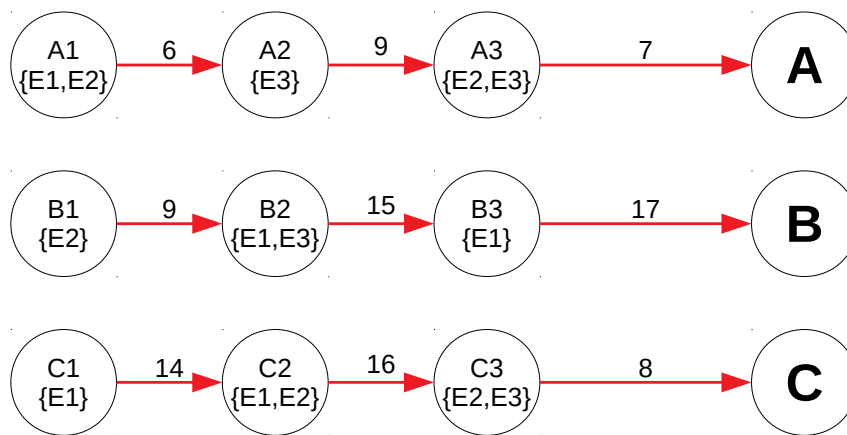 A1
{E1,E2}
6
A2
{E3}
9
A3
{E2,E3}
7
A
B1
{E2}
9
B2
{E1,E3}
15
B3
{E1}
17
B
C1
{E1}
14
C2
{E1,E2}
16
C3
{E2,E3}
8
C